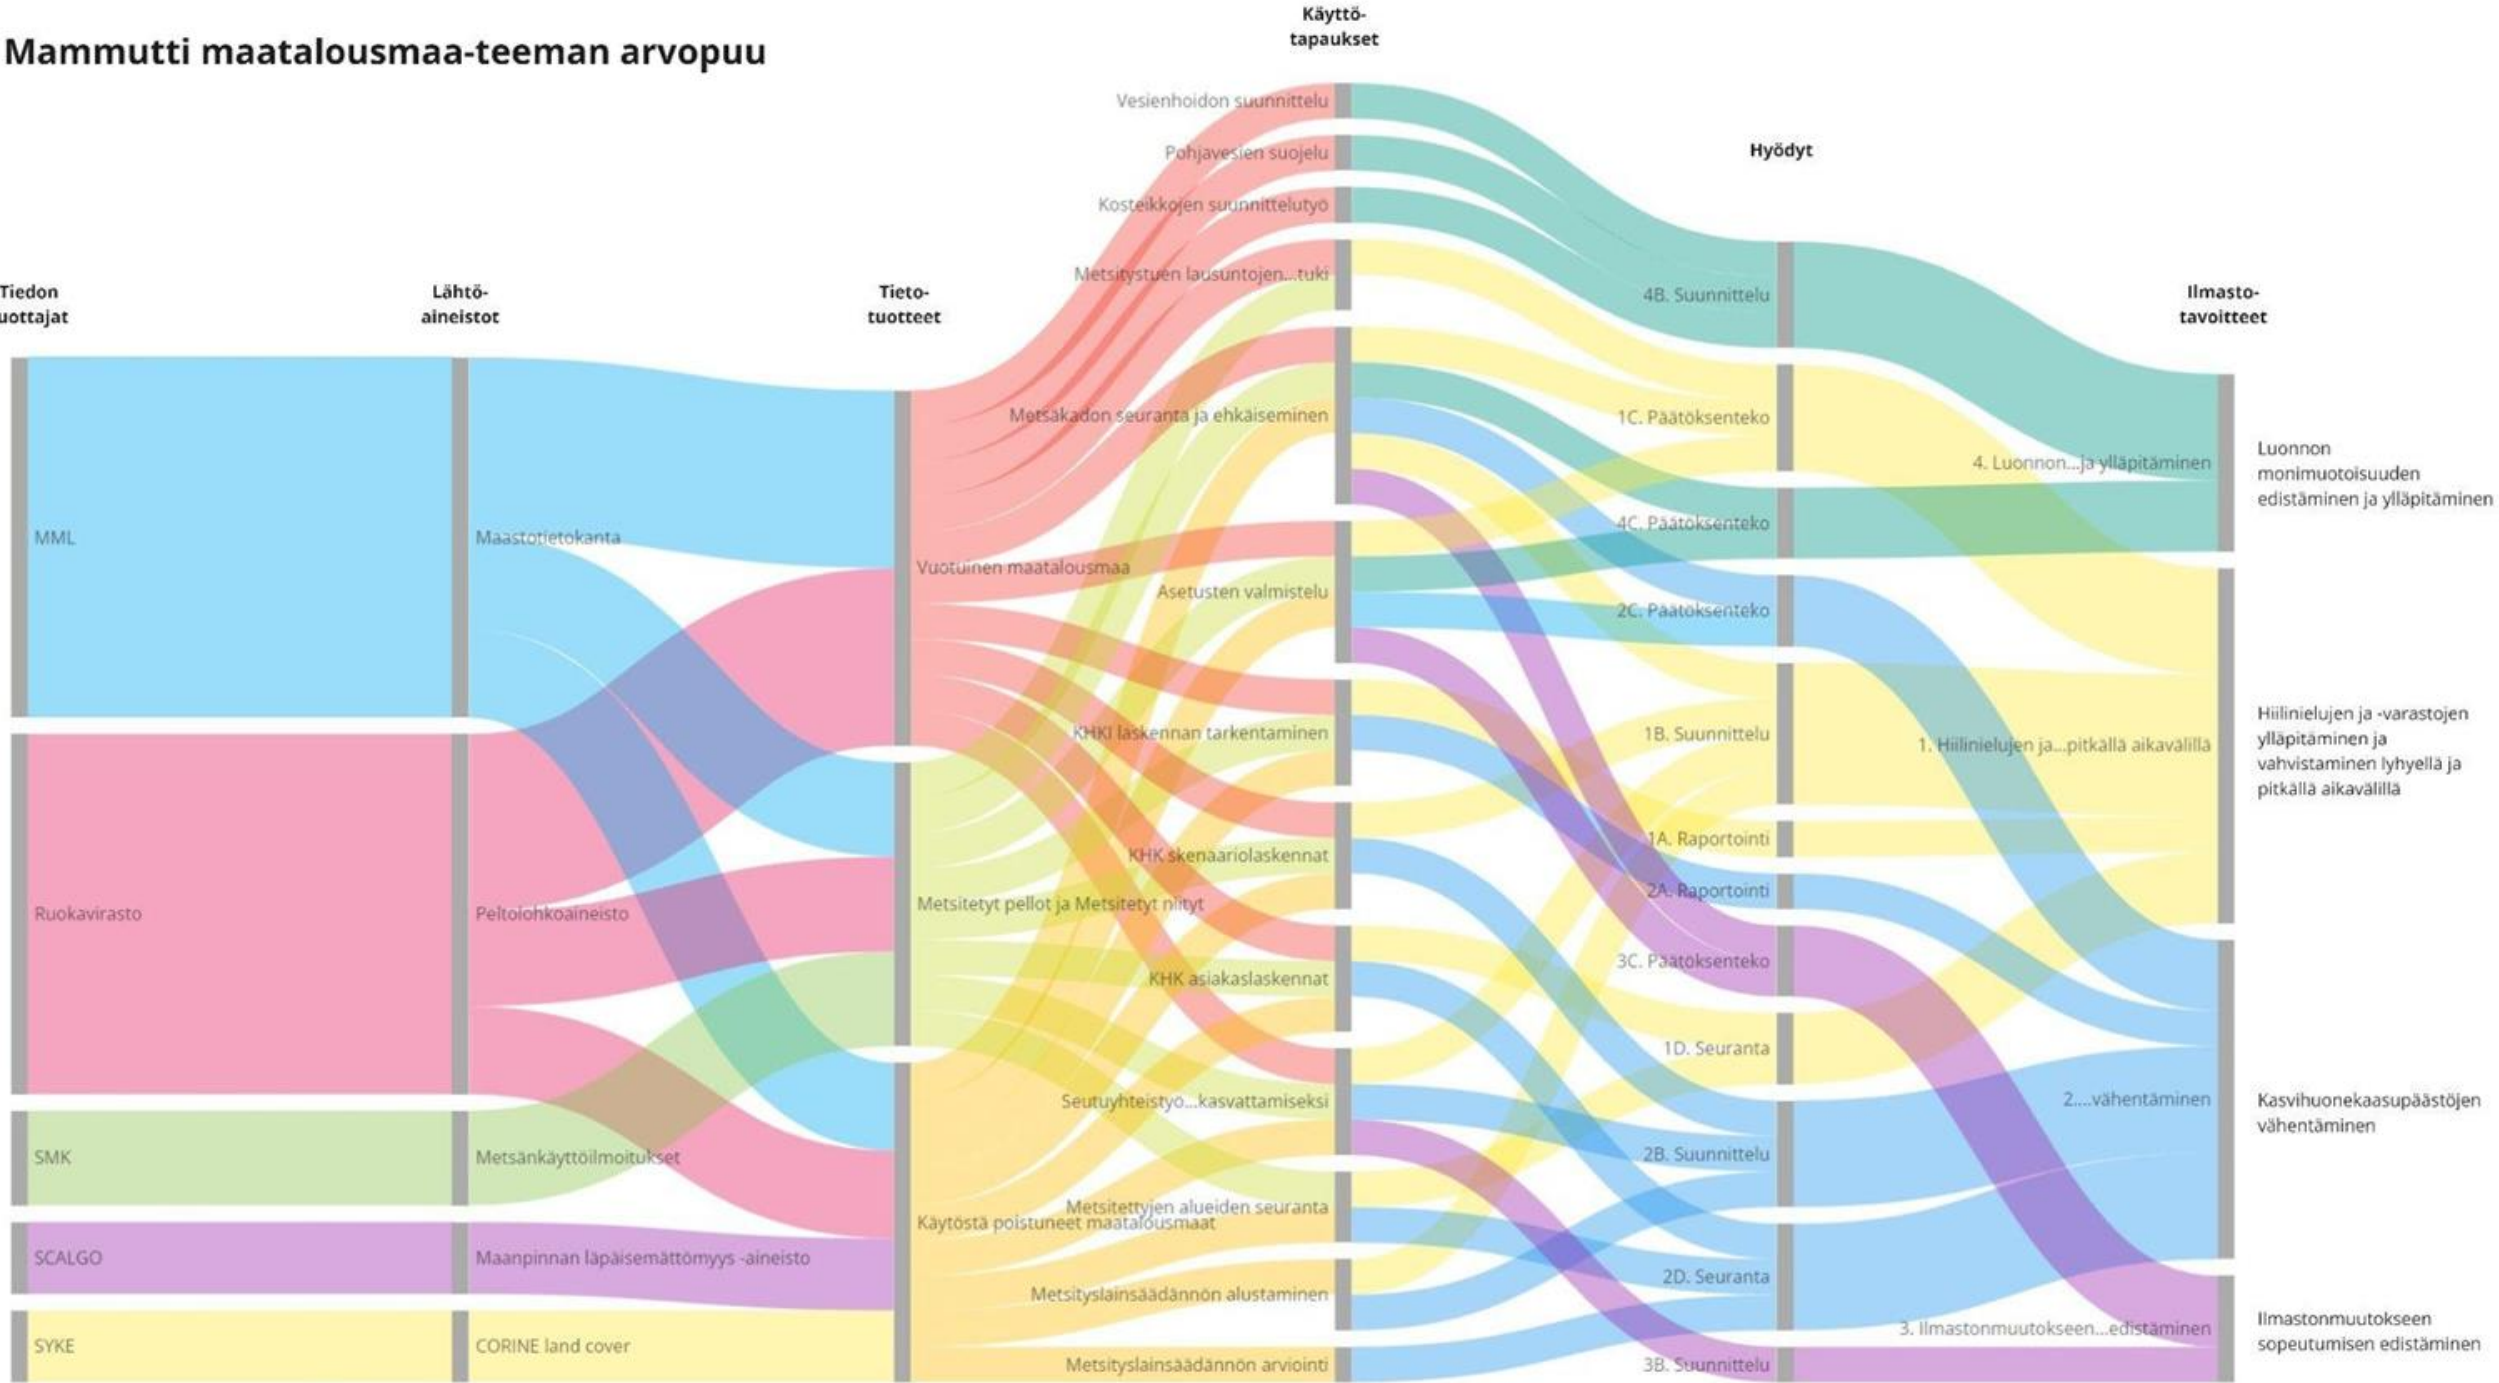 Mammutti maatalousmaa-teeman arvopuu
Tiedon
uottajat
Lähtö-
aineistot
Tieto-
tuotteet
Käyttö-
tapaukset
Hyödyt
Ilmasto-
tavoitteet
MML
Ruokavirasto
SMK
SCALGO
SYKE
Maastotietokanta
Peltolohkoaineisto
Metsänkäyttöilmoitukset
Maanpinnan läpäisemättömyys -aineisto
CORINE land cover
Vuotuinen maatalousmaa
Metsitetyt pellot ja Metsitetyt niityt
Käytöstä poistuneet maatalousmaat
Vesienhoidon suunnittelu
Pohjavesien suojelu
Kosteikkojen suunnittelutyö
Metsitystuen lausuntojen...tuki
Metsäkadon seuranta ja ehkäiseminen
Asetusten valmistelu
KHKI laskennan tarkentaminen
KHK skenaariolaskennat
KHK asiakaslaskennat
Seutuyhteistyö...kasvattamiseksi
Metsitettyjen alueiden seuranta
Metsityslainsäädännön alustaminen
Metsityslainsäädännön arviointi
4B. Suunnittelu
1C. Päätöksenteko
4C. Päätöksenteko
2C. Päätöksenteko
1B. Suunnittelu
1A. Raportointi
2A. Raportointi
3C. Päätöksenteko
1D. Seuranta
2B. Suunnittelu
2D. Seuranta
3B. Suunnittelu
4. Luonnon...ja ylläpitäminen
1. Hiilinielujen ja...pitkällä aikavälillä
2....vähentäminen
3. Ilmastonmuutokseen...edistäminen
Luonnon
monimuotoisuuden
edistäminen ja ylläpitäminen
Hiilinielujen ja -varastojen
ylläpitäminen ja
vahvistaminen lyhyellä ja
pitkällä aikavälillä
Kasvihuonekaasupäästöjen
vähentäminen
Ilmastonmuutokseen
sopeutumisen edistäminen